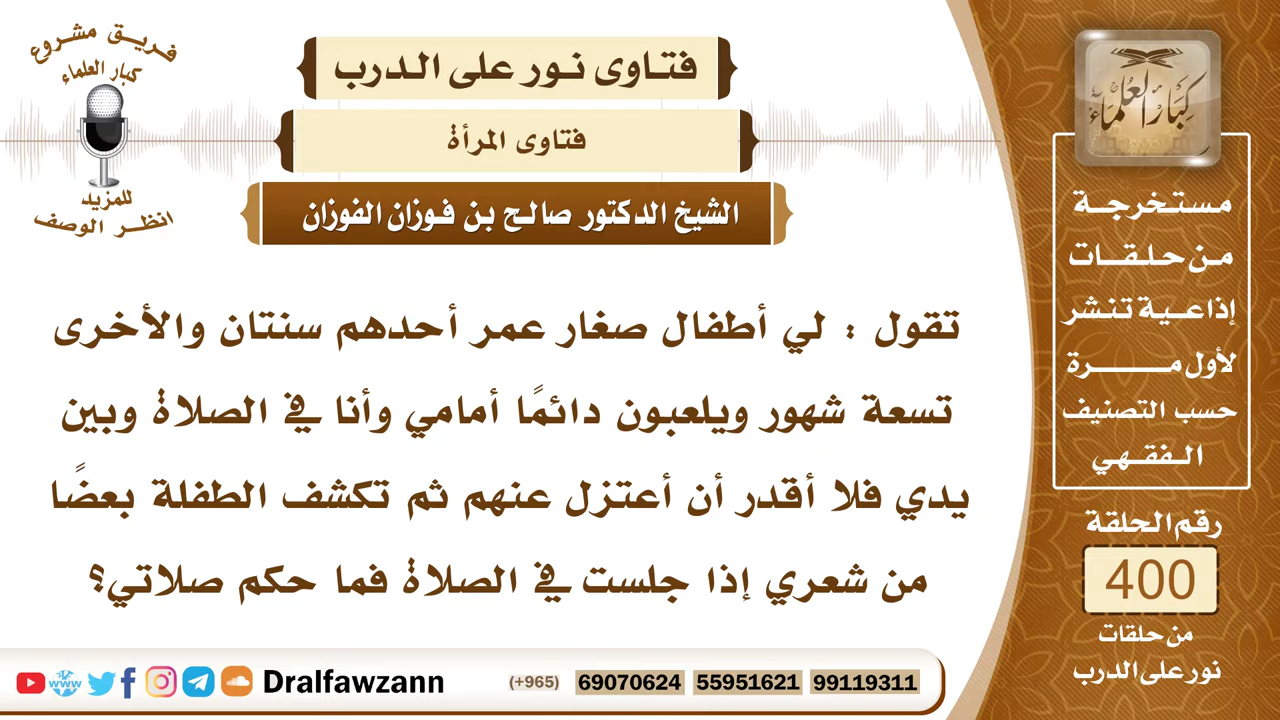 فريق مشروع
كبار العلماء
للمزيد
انظر الوصف
فتاوى نور على الدرب
فتاوى المرأة
الشيخ الدكتور صالح بن فوزان الفوزان
تقول : لي أطفال صغار عمر أحدهم سنتان والأخرى
تسعة شهور ويلعبون دائمًا أمامي وأنا في الصلاة وبين
يدي فلا أقدر أن أعتزل عنهم ثم تكشف الطفلة بعضًا
من شعري إذا جلست في الصلاة فما حكم صلاتي؟
كبار العلماء
مستخرجة
من حلقات
إذاعية تنشر
لأول مرة
حسب التصنيف
الفقهي
رقم الحلقة
400
من حلقات
نور على الدرب
www
Dralfawzann
(+965) 69070624 55951621 99119311